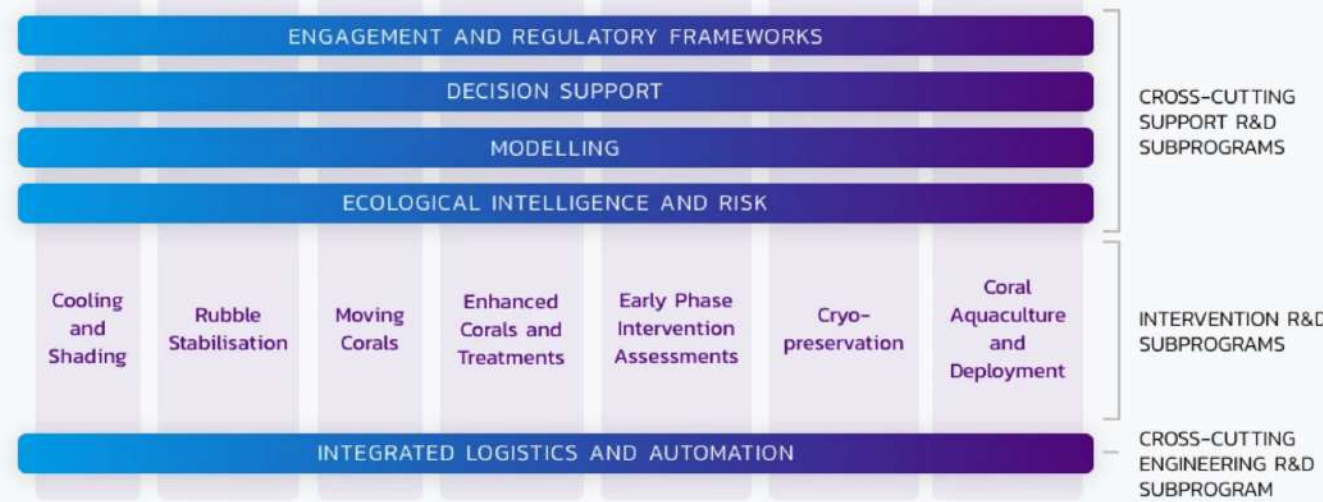 ENGAGEMENT AND REGULATORY FRAMEWORKS
DECISION SUPPORT
MODELLING
ECOLOGICAL INTELLIGENCE AND RISK
CROSS-CUTTING
SUPPORT R&D
SUBPROGRAMS
Cooling
and
Shading
Rubble
Stabilisation
Moving
Corals
Enhanced
Corals and
Treatments
Early Phase
Intervention
Assessments
Cryo-
preservation
Coral
Aquaculture
and
Deployment
INTERVENTION R&D
SUBPROGRAMS
INTEGRATED LOGISTICS AND AUTOMATION
CROSS-CUTTING
ENGINEERING R&D
SUBPROGRAM